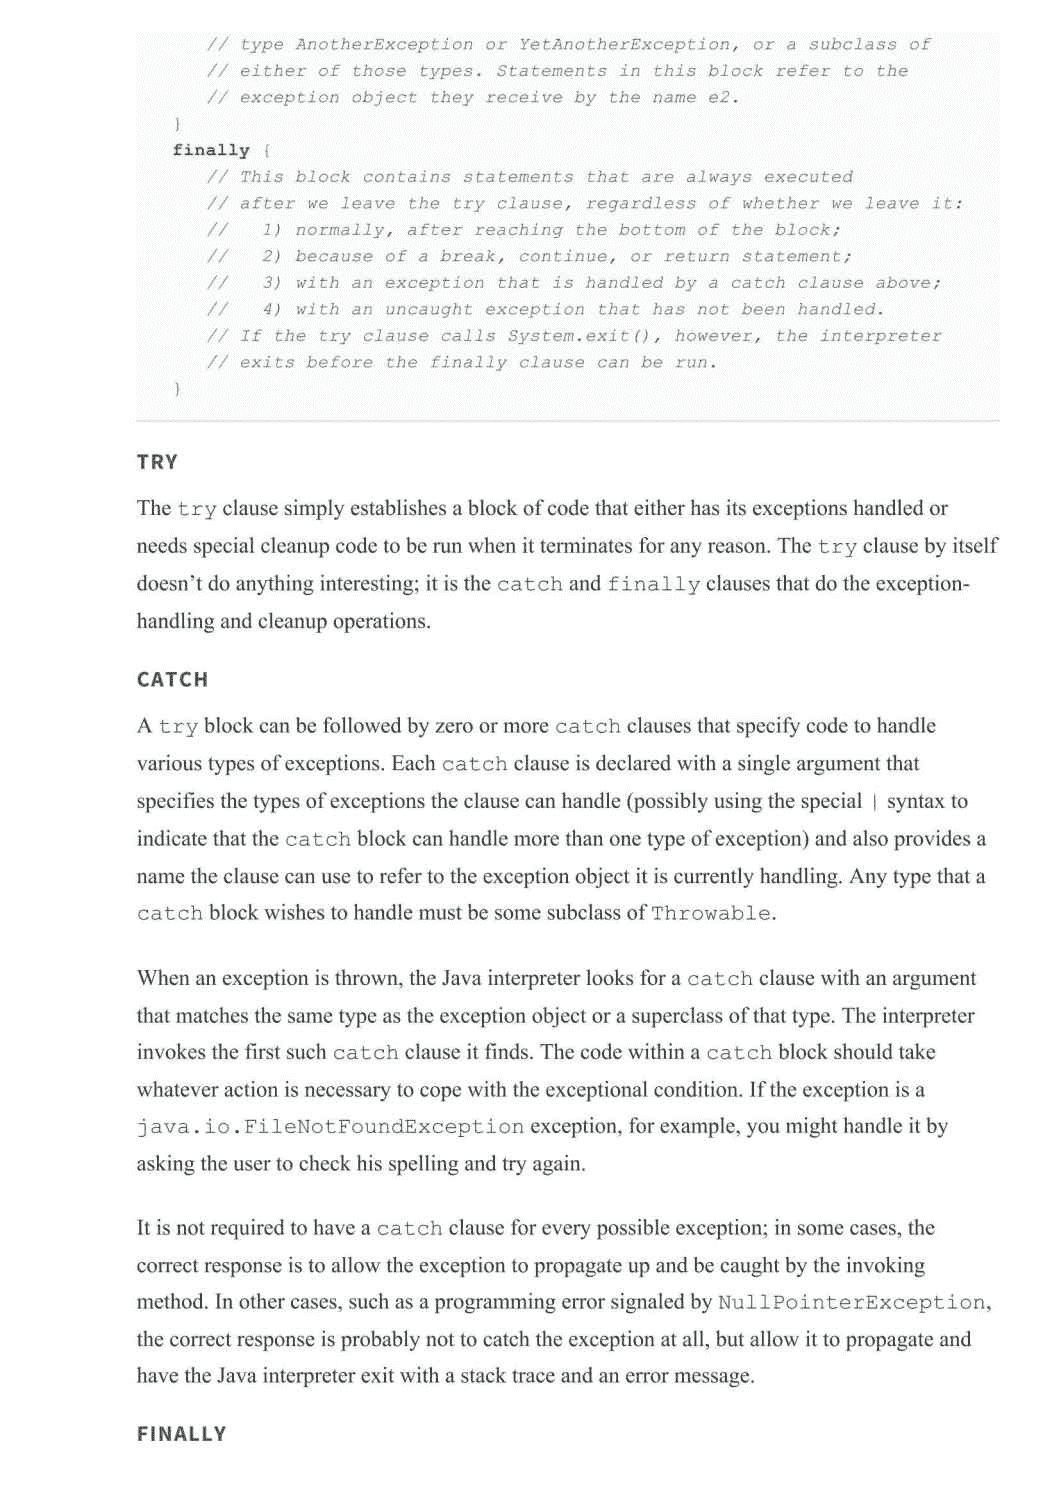 // type AnotherException or YetAnotherException, or a subclass of
// either of those types. Statements in this block refer to the
// exception object they receive by the name e2.
}
finally {
// This block contains statements that are always executed
// after we leave the try clause, regardless of whether we leave it:
//   1) normally, after reaching the bottom of the block;
//   2) because of a break, continue, or return statement;
//   3) with an exception that is handled by a catch clause above;
//   4) with an uncaught exception that has not been handled.
// If the try clause calls System.exit(), however, the interpreter
// exits before the finally clause can be run.
}
TRY
The try clause simply establishes a block of code that either has its exceptions handled or
needs special cleanup code to be run when it terminates for any reason. The try clause by itself
doesn’t do anything interesting; it is the catch and finally clauses that do the exception-
handling and cleanup operations.
CATCH
A try block can be followed by zero or more catch clauses that specify code to handle
various types of exceptions. Each catch clause is declared with a single argument that
specifies the types of exceptions the clause can handle (possibly using the special | syntax to
indicate that the catch block can handle more than one type of exception) and also provides a
name the clause can use to refer to the exception object it is currently handling. Any type that a
catch block wishes to handle must be some subclass of Throwable.
When an exception is thrown, the Java interpreter looks for a catch clause with an argument
that matches the same type as the exception object or a superclass of that type. The interpreter
invokes the first such catch clause it finds. The code within a catch block should take
whatever action is necessary to cope with the exceptional condition. If the exception is a
java.io.FileNotFoundException exception, for example, you might handle it by
asking the user to check his spelling and try again.
It is not required to have a catch clause for every possible exception; in some cases, the
correct response is to allow the exception to propagate up and be caught by the invoking
method. In other cases, such as a programming error signaled by NullPointerException,
the correct response is probably not to catch the exception at all, but allow it to propagate and
have the Java interpreter exit with a stack trace and an error message.
FINALLY